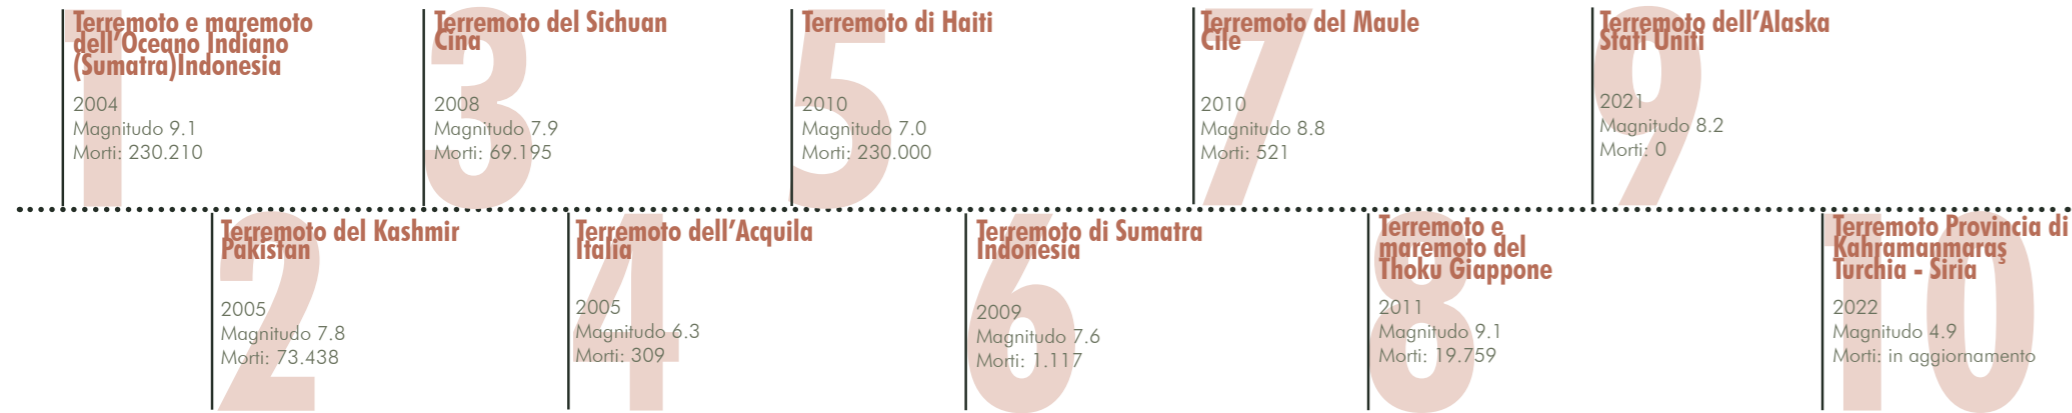 1
Terremoto e maremoto
dell'Oceano Indiano
(Sumatra)Indonesia
2004
Magnitudo 9.1
Morti: 230.210
2
Terremoto del Kashmir
Pakistan
2005
Magnitudo 7.8
Morti: 73.438
3
Terremoto del Sichuan
Cina
2008
Magnitudo 7.9
Morti: 69.195
4
Terremoto dell'Acquila
Italia
2005
Magnitudo 6.3
Morti: 309
5
Terremoto di Haiti
2010
Magnitudo 7.0
Morti: 230.000
6
Terremoto di Sumatra
Indonesia
2009
Magnitudo 7.6
Morti: 1.117
7
Terremoto del Maule
Cile
2010
Magnitudo 8.8
Morti: 521
8
Terremoto e
maremoto del
Thoku Giappone
2011
Magnitudo 9.1
Morti: 19.759
9
Terremoto dell'Alaska
Stati Uniti
2021
Magnitudo 8.2
Morti: 0
10
Terremoto Provincia di
Kahramanmaraş
Turchia - Siria
2022
Magnitudo 4.9
Morti: in aggiornamento